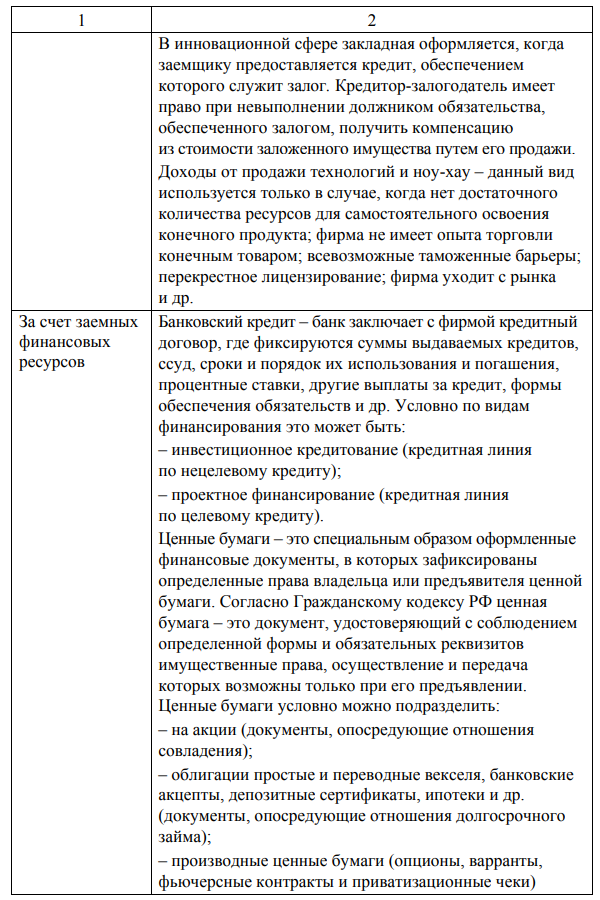 1
2
В инновационной сфере закладная оформляется, когда
заемщику предоставляется кредит, обеспечением
которого служит залог. Кредитор-залогодатель имеет
право при невыполнении должником обязательства,
обеспеченного залогом, получить компенсацию
из стоимости заложенного имущества путем его продажи.
Доходы от продажи технологий и ноу-хау – данный вид
используется только в случае, когда нет достаточного
количества ресурсов для самостоятельного освоения
конечного продукта; фирма не имеет опыта торговли
конечным товаром; всевозможные таможенные барьеры;
перекрестное лицензирование; фирма уходит с рынка
и др.
За счет заемных
финансовых
ресурсов
Банковский кредит – банк заключает с фирмой кредитный
договор, где фиксируются суммы выдаваемых кредитов,
ссуд, сроки и порядок их использования и погашения,
процентные ставки, другие выплаты за кредит, формы
обеспечения обязательств и др. Условно по видам
финансирования это может быть:
– инвестиционное кредитование (кредитная линия
по нецелевому кредиту);
– проектное финансирование (кредитная линия
по целевому кредиту).
Ценные бумаги – это специальным образом оформленные
финансовые документы, в которых зафиксированы
определенные права владельца или предъявителя ценной
бумаги. Согласно Гражданскому кодексу РФ ценная
бумага – это документ, удостоверяющий с соблюдением
определенной формы и обязательных реквизитов
имущественные права, осуществление и передача
которых возможны только при его предъявлении.
Ценные бумаги условно можно подразделить:
– на акции (документы, опосредующие отношения
совладения);
– облигации простые и переводные векселя, банковские
акцепты, депозитные сертификаты, ипотеки и др.
(документы, опосредующие отношения долгосрочного
займа);
– производные ценные бумаги (опционы, варранты,
фьючерсные контракты и приватизационные чеки)